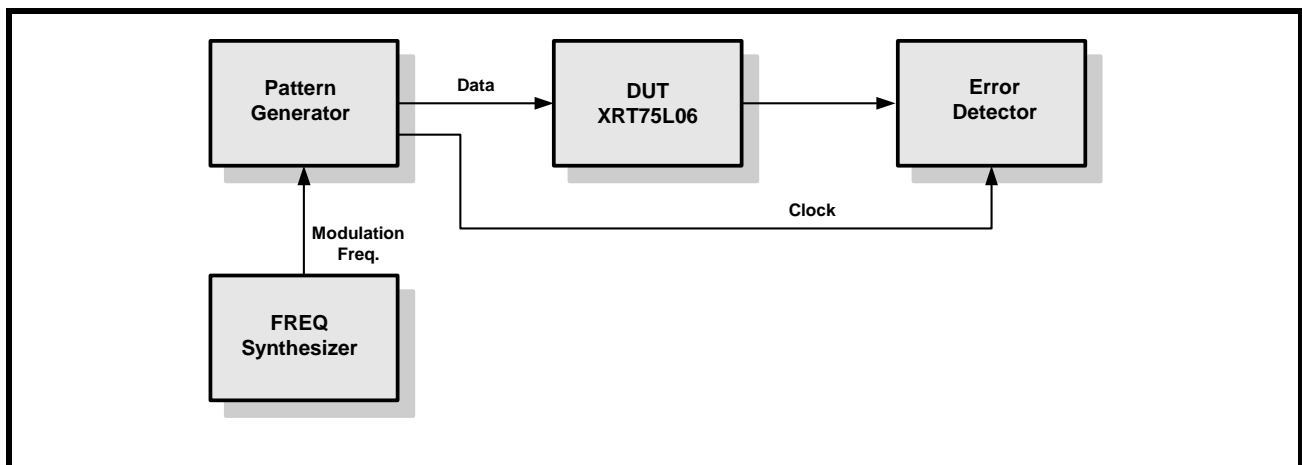 Pattern
Generator
Data
DUT
XRT75L06
Error
Detector
Clock
Modulation
Freq.
FREQ
Synthesizer